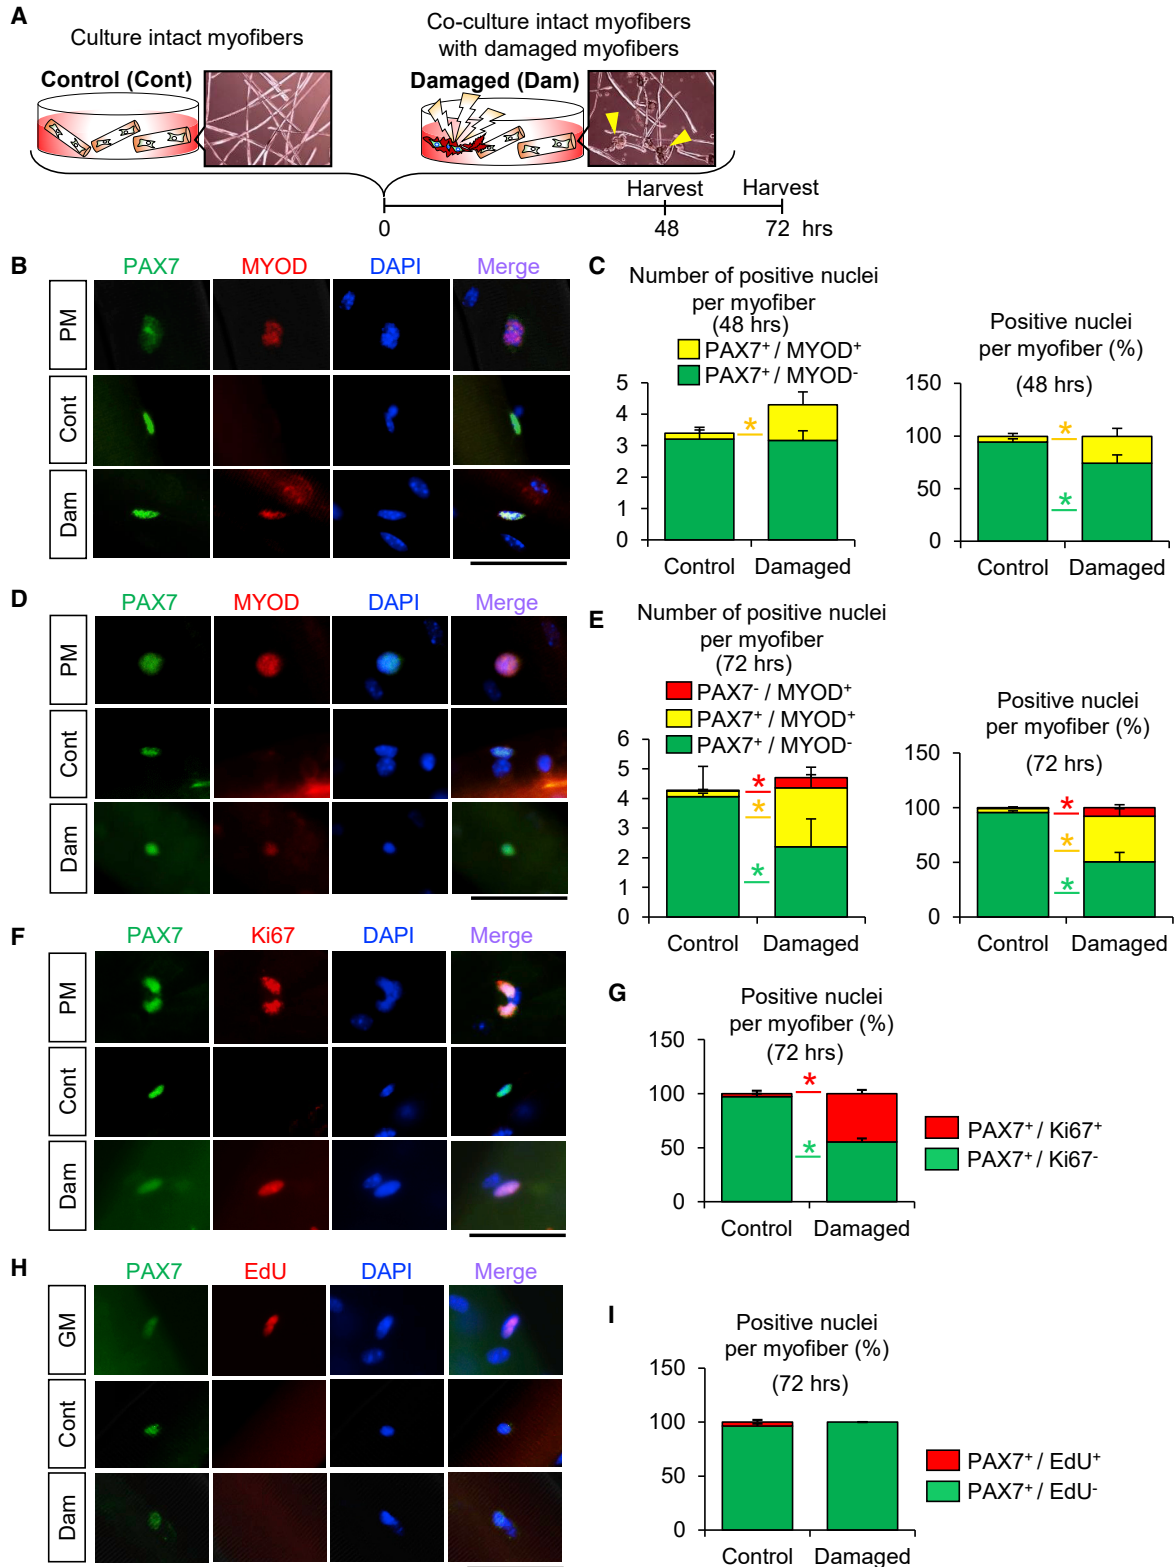 A
Culture intact myofibers
Co-culture intact myofibers
with damaged myofibers
Control (Cont)
Damaged (Dam)
Harvest
Harvest
0
48
72 hrs
B
PAX7
MYOD
DAPI
Merge
PM
Cont
Dam
C
Number of positive nuclei
per myofiber
(48 hrs)
PAX7+ / MYOD+
PAX7+ / MYOD-
5
4
3
2
1
0
*
Control
Damaged
Positive nuclei
per myofiber (%)
(48 hrs)
150
100
50
0
*
*
Control
Damaged
D
PAX7
MYOD
DAPI
Merge
PM
Cont
Dam
E
Number of positive nuclei
per myofiber
(72 hrs)
PAX7- / MYOD+
PAX7+ / MYOD+
PAX7+ / MYOD-
6
5
4
3
2
1
0
*
*
*
Control
Damaged
Positive nuclei
per myofiber (%)
(72 hrs)
150
100
50
0
*
*
*
Control
Damaged
F
PAX7
Ki67
DAPI
Merge
PM
Cont
Dam
G
Positive nuclei
per myofiber (%)
(72 hrs)
150
100
50
0
*
*
Control
Damaged
PAX7+ / Ki67+
PAX7+ / Ki67-
H
PAX7
EdU
DAPI
Merge
GM
Cont
Dam
I
Positive nuclei
per myofiber (%)
(72 hrs)
150
100
50
0
Control
Damaged
PAX7+ / EdU+
PAX7+ / EdU-